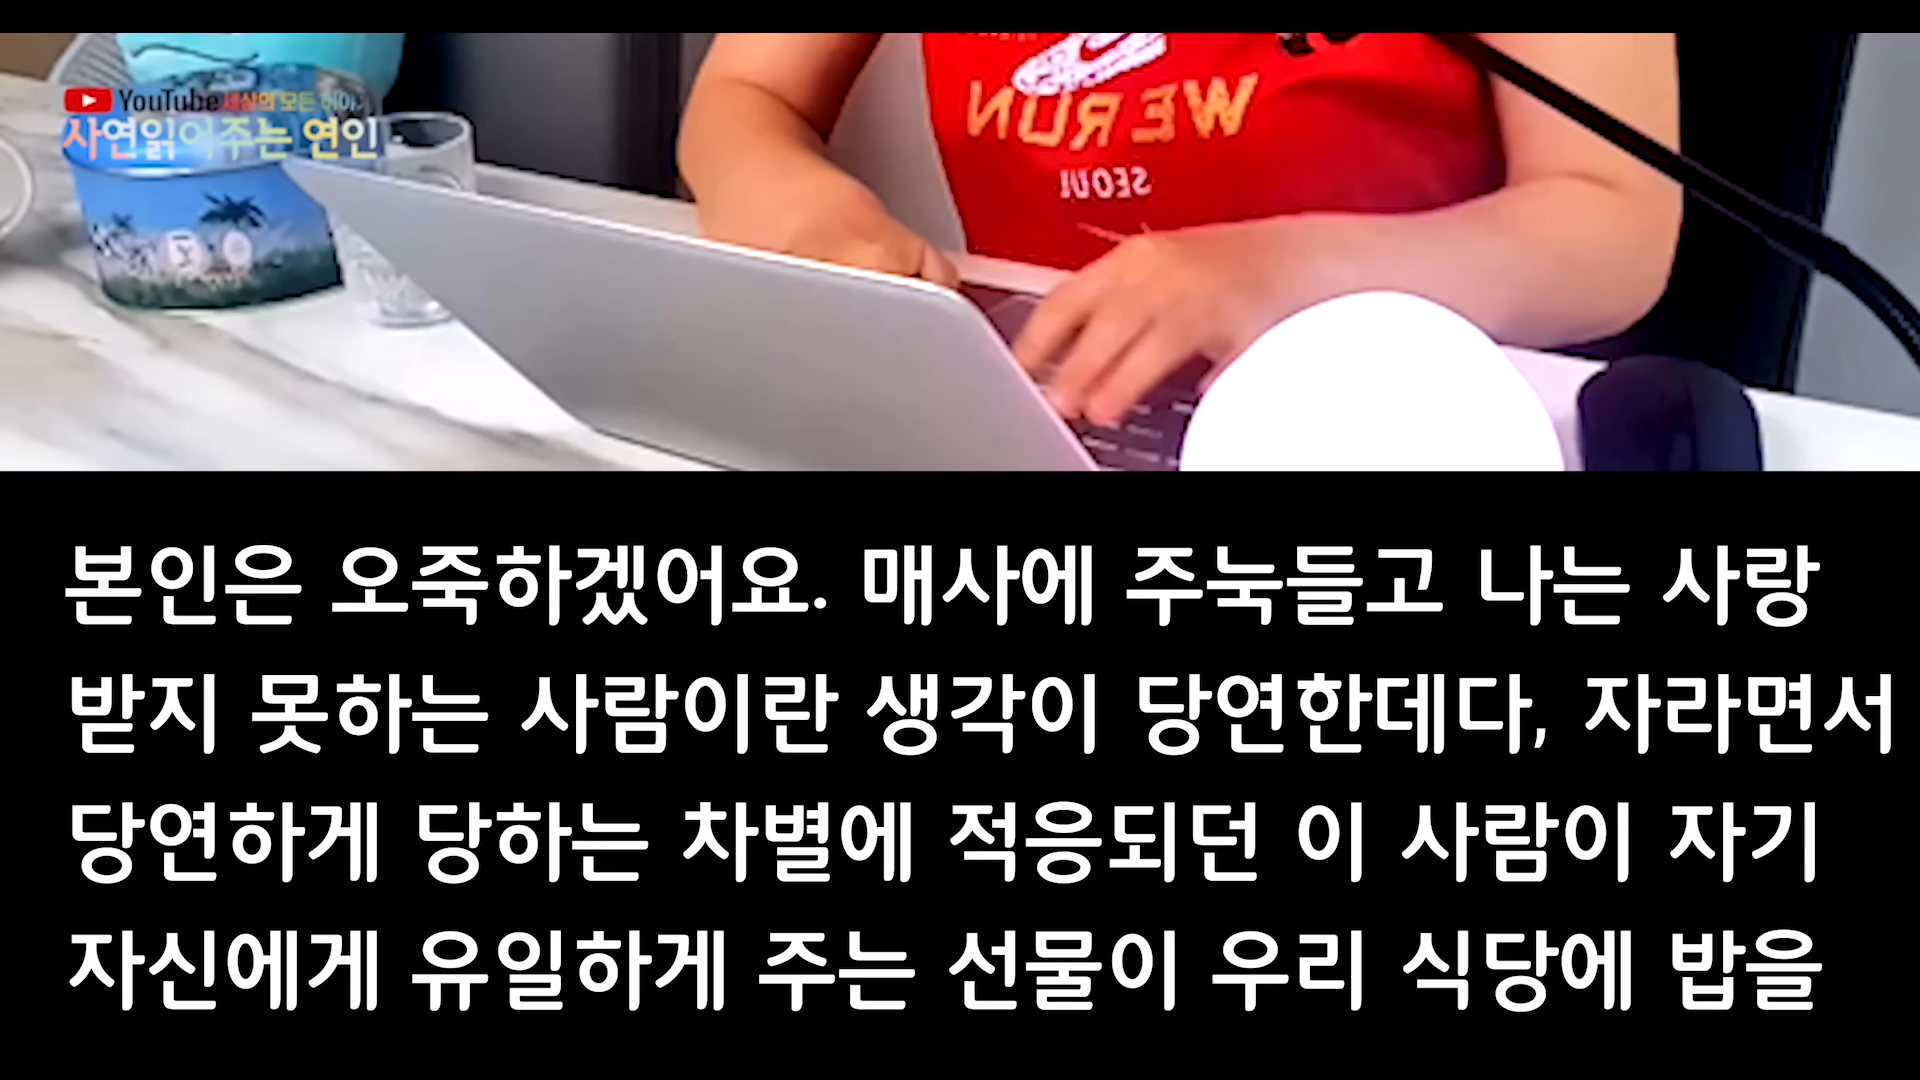 YouTube 세상의 모든 이야기
사연읽어주는 연인
WE RUN
SEOUL
본인은 오죽하겠어요. 매사에 주눅들고 나는 사랑
받지 못하는 사람이란 생각이 당연한데다, 자라면서
당연하게 당하는 차별에 적응되던 이 사람이 자기
자신에게 유일하게 주는 선물이 우리 식당에 밥을